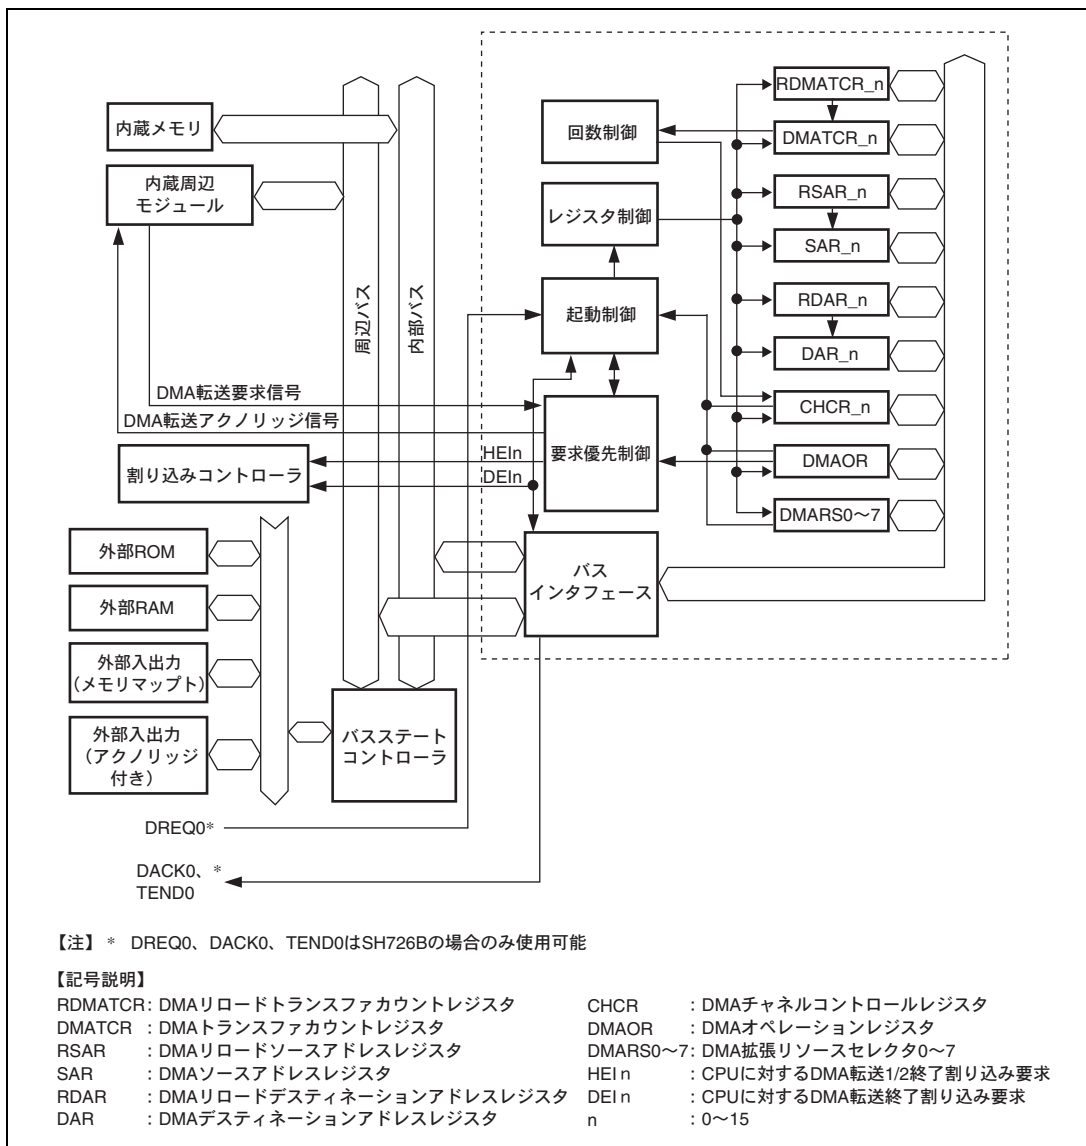 内蔵メモリ
内蔵周辺
モジュール
周辺バス
内部バス
回数制御
レジスタ制御
起動制御
要求優先制御
バス
インタフェース
RDMATCR_n
DMATCR_n
RSAR_n
SAR_n
RDAR_n
DAR_n
CHCR_n
DMAOR
DMARS0～7
DMA転送要求信号
DMA転送アクノリッジ信号
HEIn
DEIn
割り込みコントローラ
外部ROM
外部RAM
外部入出力
（メモリマップト）
外部入出力
（アクノリッジ
付き）
バスステート
コントローラ
DREQ0*
DACK0、*
TEND0
【注】 * DREQ0、DACK0、TEND0はSH726Bの場合のみ使用可能
【記号説明】
RDMATCR：DMAリロードトランスファカウントレジスタ
DMATCR ：DMAトランスファカウントレジスタ
RSAR ：DMAリロードソースアドレスレジスタ
SAR ：DMAソースアドレスレジスタ
RDAR ：DMAリロードデスティネーションアドレスレジスタ
DAR ：DMAデスティネーションアドレスレジスタ
CHCR ：DMAチャネルコントロールレジスタ
DMAOR ：DMAオペレーションレジスタ
DMARS0～7：DMA拡張リソースセレクタ0～7
HEIn ：CPUに対するDMA転送1/2終了割り込み要求
DEIn ：CPUに対するDMA転送終了割り込み要求
n ：0～15